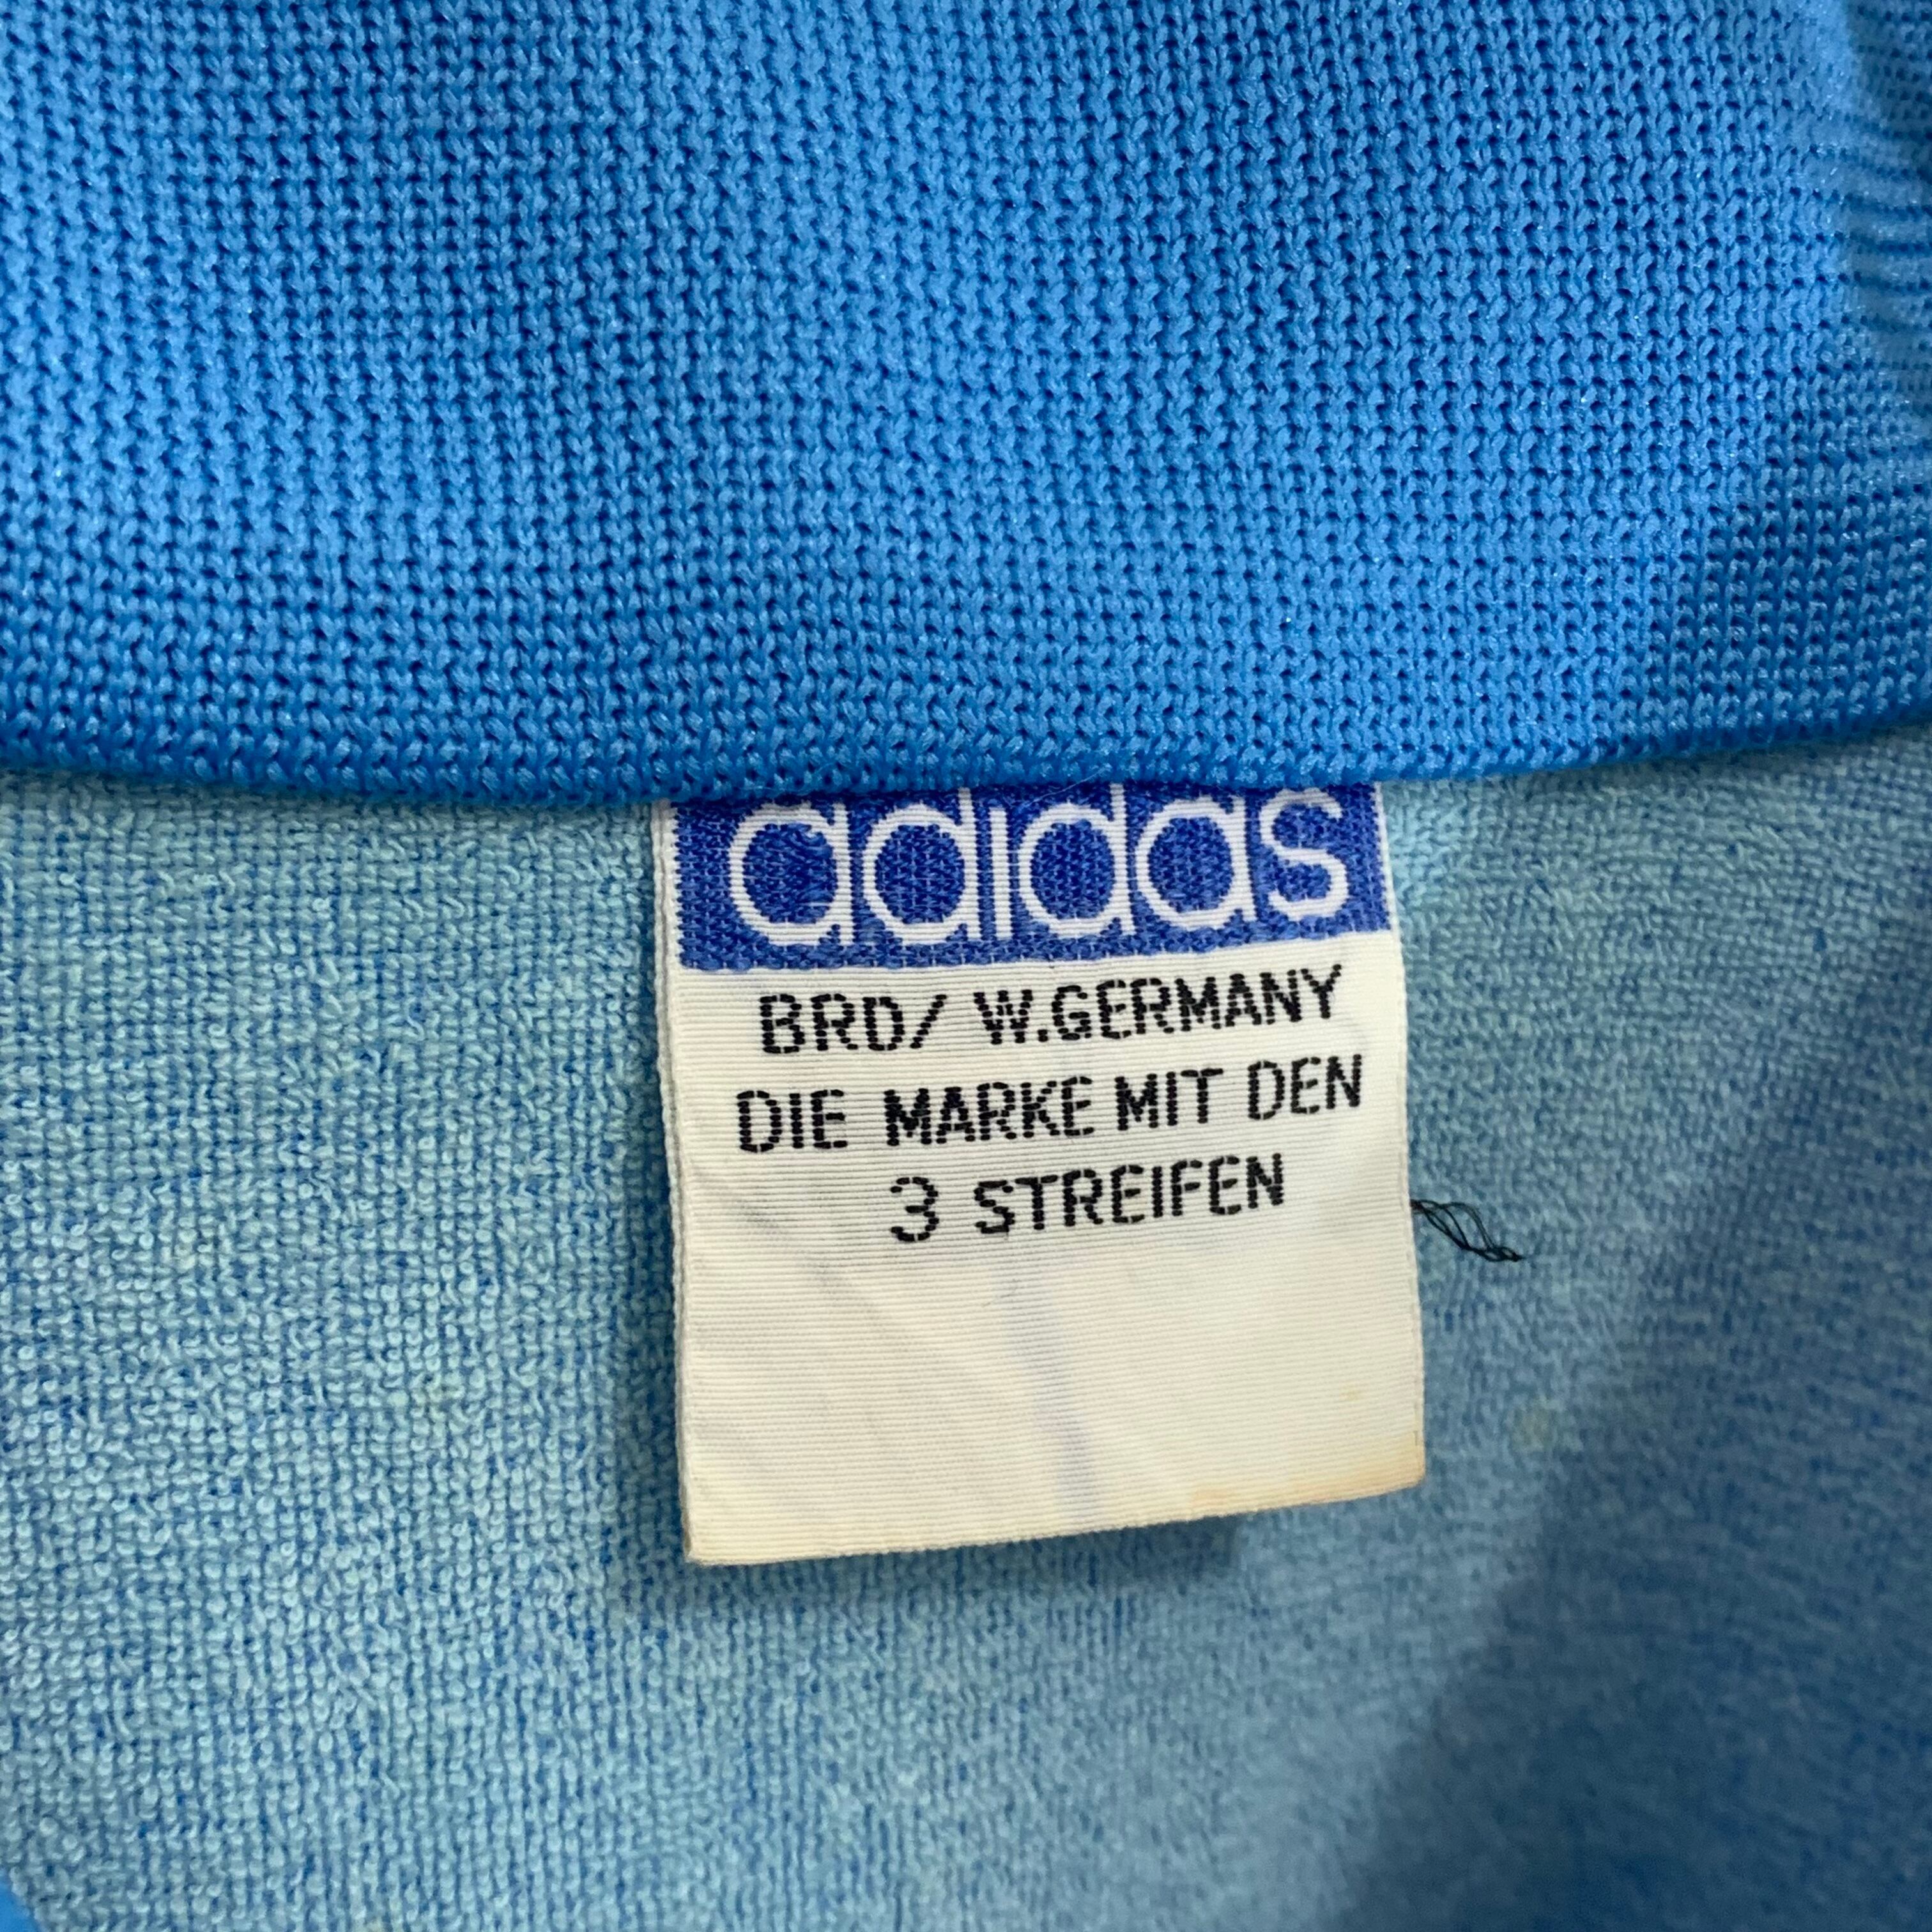 adidas
BRD/ W.GERMANY
DIE MARKE MIT DEN
3 STREIFEN